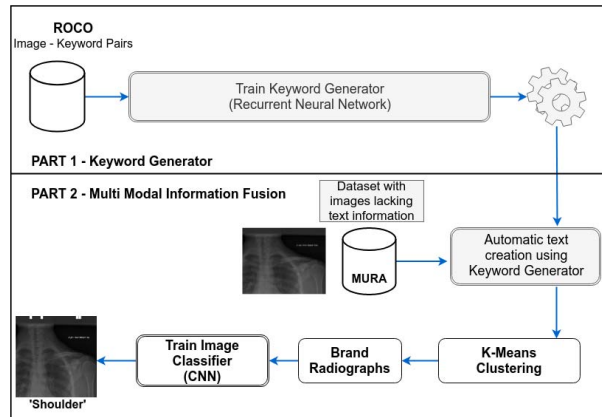 ROCO
Image - Keyword Pairs
Train Keyword Generator
(Recurrent Neural Network)
PART 1 - Keyword Generator
PART 2 - Multi Modal Information Fusion
Dataset with
images lacking
text information
MURA
Automatic text
creation using
Keyword Generator
Train Image
Classifier
(CNN)
Brand
Radiographs
K-Means
Clustering
'Shoulder'